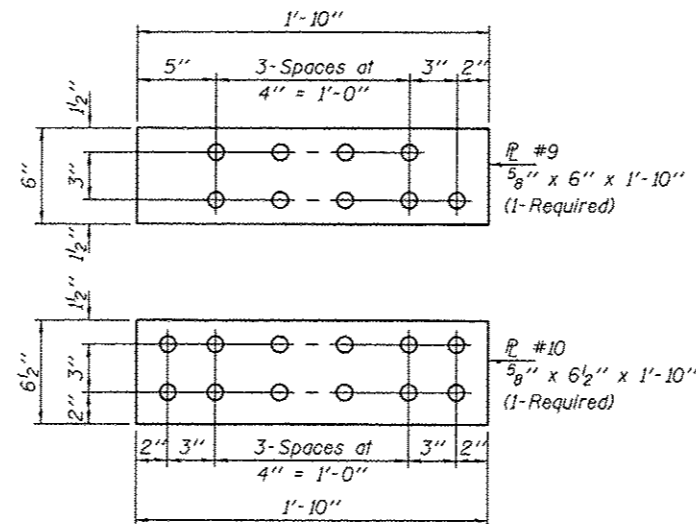 1'-10"
5"
3-Spaces at
4" = 1'-0"
3"
2"
1½"
6"
3"
1½"
PL #9
⅝" x 6" x 1'-10"
(1-Required)
1½"
6½"
3"
2"
PL #10
⅝" x 6½" x 1'-10"
(1-Required)
2"
3"
3-Spaces at
4" = 1'-0"
3"
2"
1'-10"